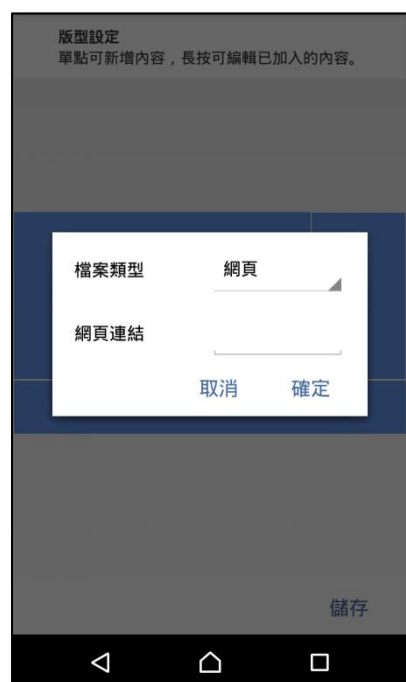 版型設定
單點可新增內容，長按可編輯已加入的內容。
檔案類型 網頁
網頁連結
取消 確定
儲存